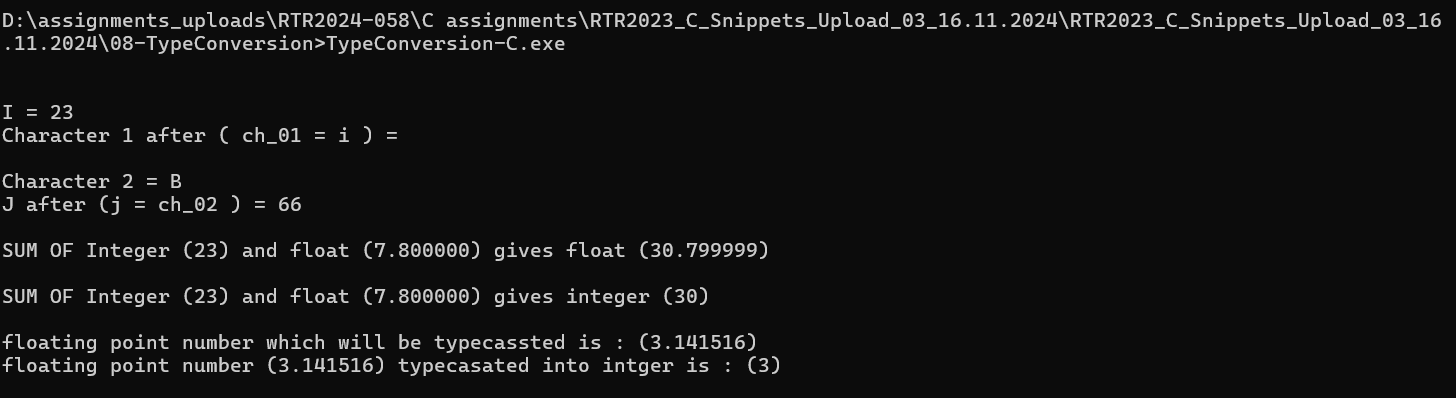 D:\assignments_uploads\RTR2024-058\C assignments\RTR2023_C_Snippets_Upload_03_16.11.2024\RTR2023_C_Snippets_Upload_03_16
.11.2024\08-TypeConversion>TypeConversion-C.exe
I = 23
Character 1 after ( ch_01 = i ) =
Character 2 = B
J after (j = ch_02 ) = 66
SUM OF Integer (23) and float (7.800000) gives float (30.799999)
SUM OF Integer (23) and float (7.800000) gives integer (30)
floating point number which will be typecassted is : (3.141516)
floating point number (3.141516) typecasated into intger is : (3)